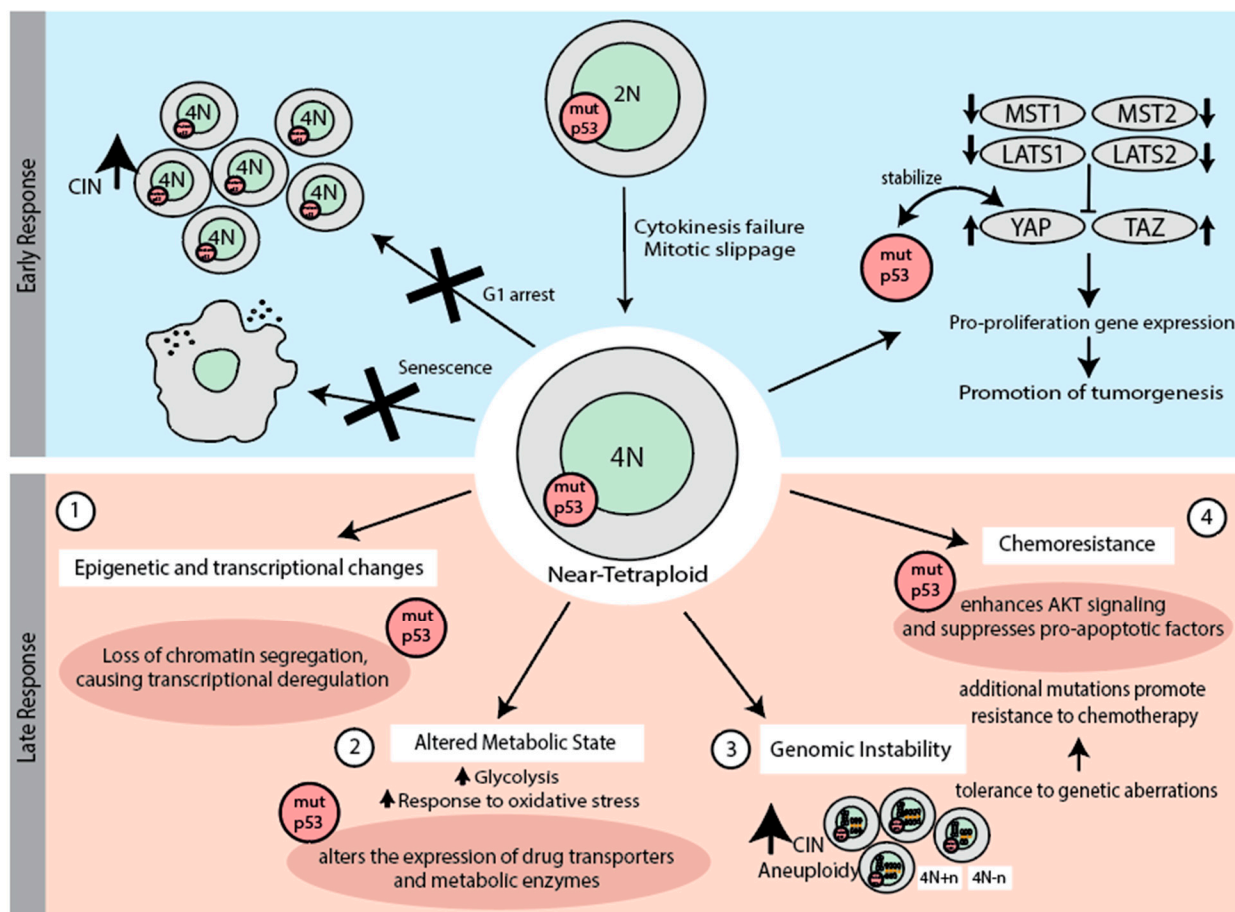 Early Response
CIN
4N
4N
4N
4N
4N
4N
4N
2N
mut
p53
Cytokinesis failure
Mitotic slippage
G1 arrest
Senescence
MST1
MST2
LATS1
LATS2
stabilize
YAP
TAZ
mut
p53
Pro-proliferation gene expression
Promotion of tumorgenesis
4N
mut
p53
Near-Tetraploid
Late Response
1
Epigenetic and transcriptional changes
mut
p53
Loss of chromatin segregation,
causing transcriptional deregulation
2
Altered Metabolic State
Glycolysis
Response to oxidative stress
mut
p53
alters the expression of drug transporters
and metabolic enzymes
3
Genomic Instability
CIN
Aneuploidy
4N+n
4N-n
4
Chemoresistance
mut
p53
enhances AKT signaling
and suppresses pro-apoptotic factors
additional mutations promote
resistance to chemotherapy
tolerance to genetic aberrations